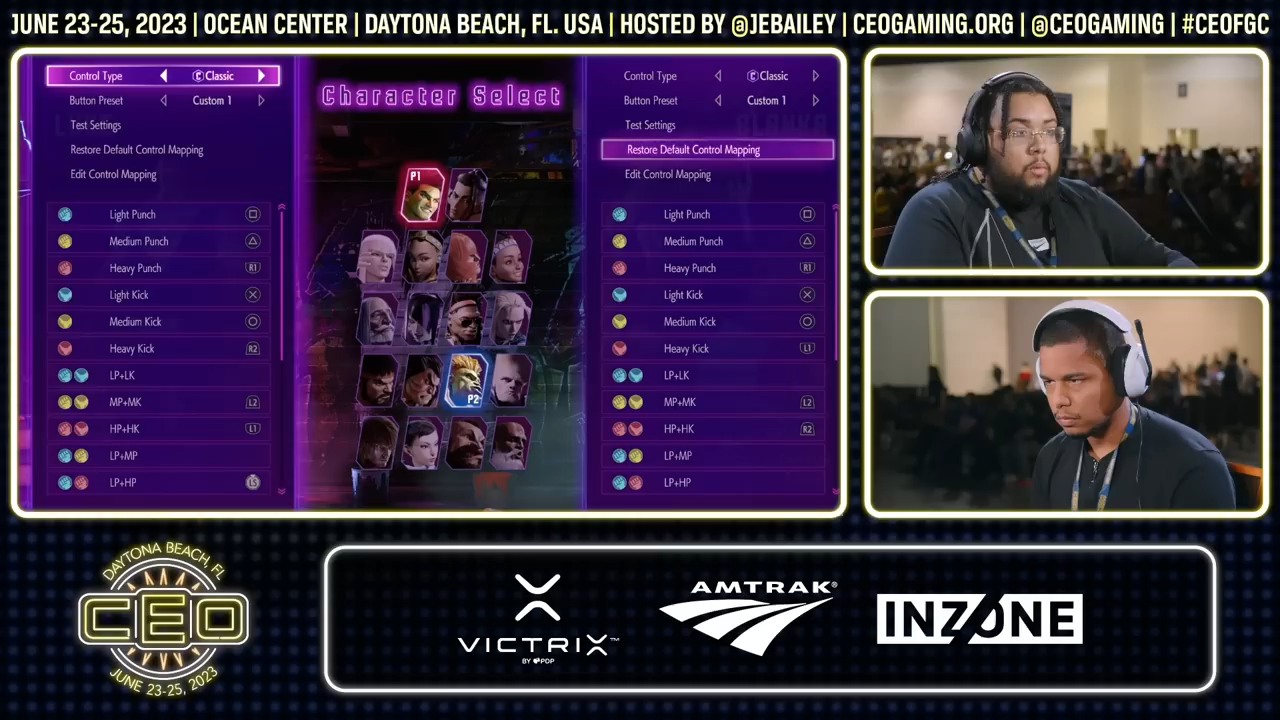 JUNE 23-25, 2023 | OCEAN CENTER | DAYTONA BEACH, FL. USA | HOSTED BY @JEBAILEY | CEOGAMING.ORG | @CEOGAMING | #CEOFGC
Control Type
Classic
Button Preset
Custom 1
Test Settings
Restore Default Control Mapping
Edit Control Mapping
Light Punch
Medium Punch
Heavy Punch R1
Light Kick
Medium Kick
Heavy Kick R2
LP+LK
MP+MK L2
HP+HK L1
LP+MP
LP+HP LS
Character Select
P1
P2
BLANKA
Control Type
Classic
Button Preset
Custom 1
Test Settings
Restore Default Control Mapping
Edit Control Mapping
Light Punch
Medium Punch
Heavy Punch R1
Light Kick
Medium Kick
Heavy Kick L1
LP+LK
MP+MK L2
HP+HK R2
LP+MP
LP+HP
DAYTONA BEACH, FL
CEO
JUNE 23-25, 2023
VICTRIX™
BY PDP
AMTRAK®
INZONE